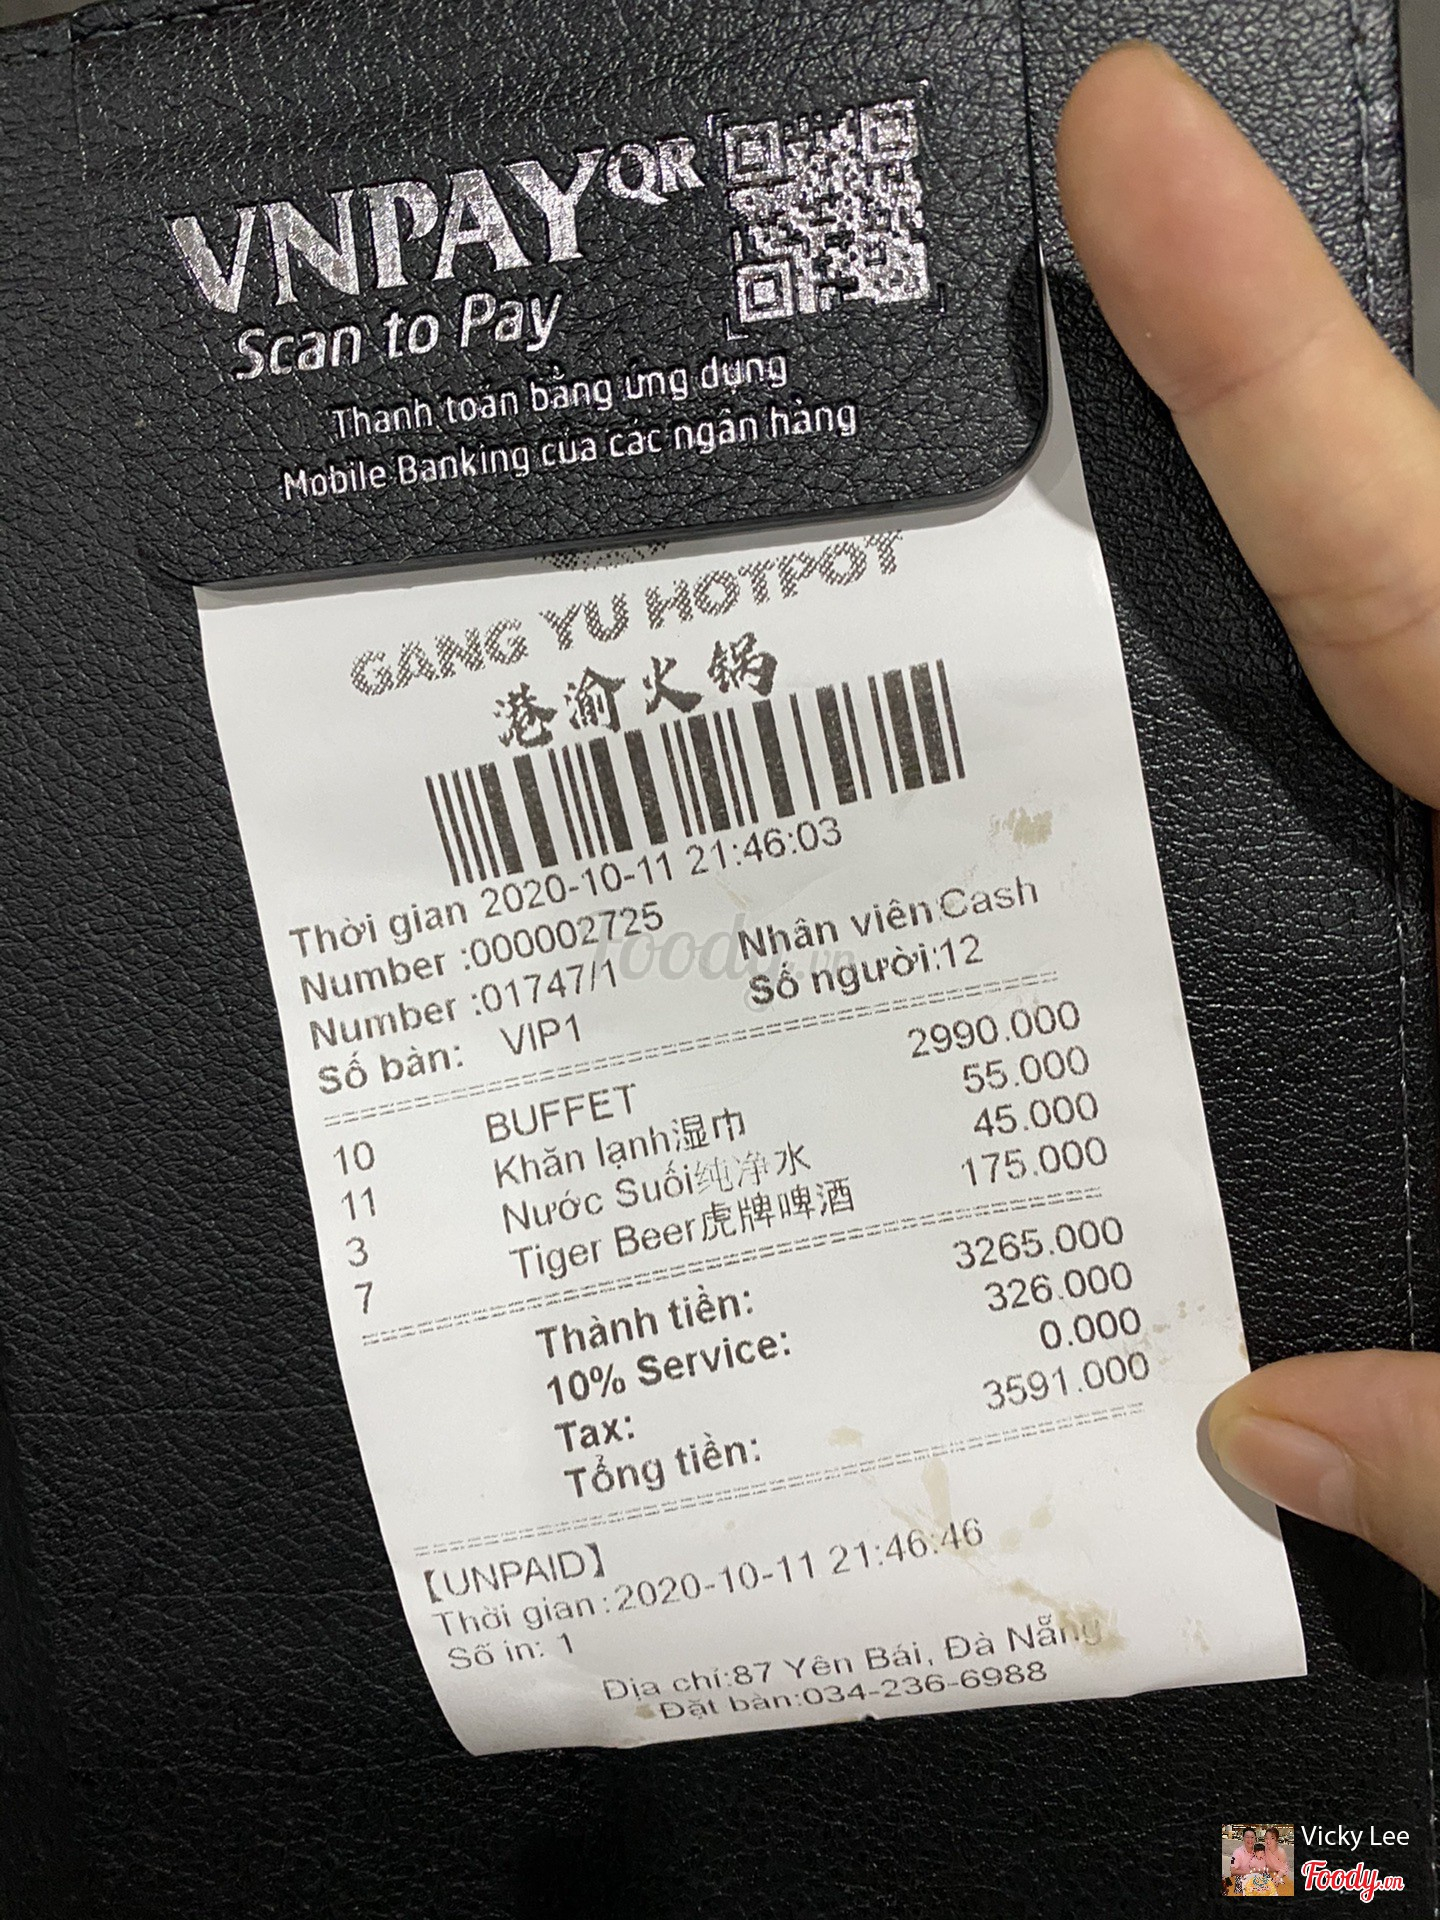 VNPAYQR
Scan to Pay
Thanh toán bằng ứng dụng
Mobile Banking của các ngân hàng
GANG YU HOTPOT
港渝火锅
Thời gian 2020-10-11 21:46:03
Number :000002725
Number :01747/1 Nhân viên:Cash
Số bàn: VIP1 Số người:12
10 BUFFET 2990.000
11 Khăn lạnh湿巾 55.000
3 Nước Suối纯净水 45.000
7 Tiger Beer虎牌啤酒 175.000
Thành tiền: 3265.000
10% Service: 326.000
Tax: 0.000
Tổng tiền: 3591.000
【UNPAID】
Thời gian:2020-10-11 21:46:46
Số in: 1
Địa chỉ:87 Yên Bái, Đà Nẵng
Đặt bàn:034-236-6988
Foody.vn
Vicky Lee
Foody.vn